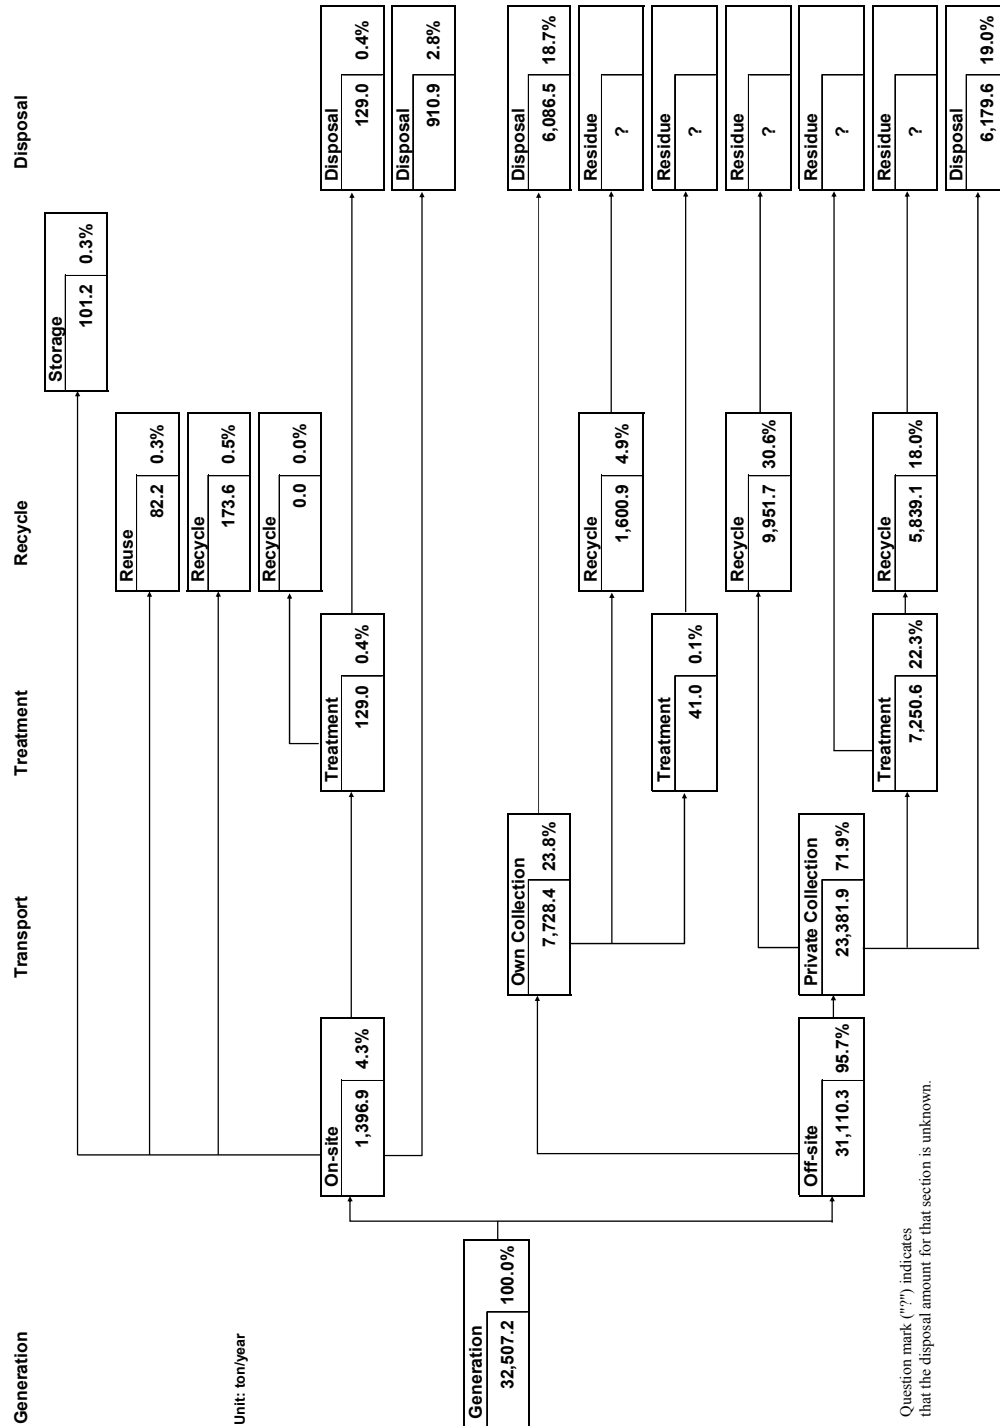 Generation
Transport
Treatment
Recycle
Disposal
Storage
101.2 0.3%
Reuse
82.2 0.3%
Recycle
173.6 0.5%
Recycle
0.0 0.0%
Unit: ton/year
On-site
1,396.9 4.3%
Treatment
129.0 0.4%
Disposal
129.0 0.4%
Disposal
910.9 2.8%
Generation
32,507.2 100.0%
Own Collection
7,728.4 23.8%
Disposal
6,086.5 18.7%
Recycle
1,600.9 4.9%
Residue
?
Treatment
41.0 0.1%
Residue
?
Recycle
9,951.7 30.6%
Residue
?
Off-site
31,110.3 95.7%
Private Collection
23,381.9 71.9%
Residue
?
Treatment
7,250.6 22.3%
Recycle
5,839.1 18.0%
Residue
?
Disposal
6,179.6 19.0%
Question mark ("?") indicates
that the disposal amount for that section is unknown.